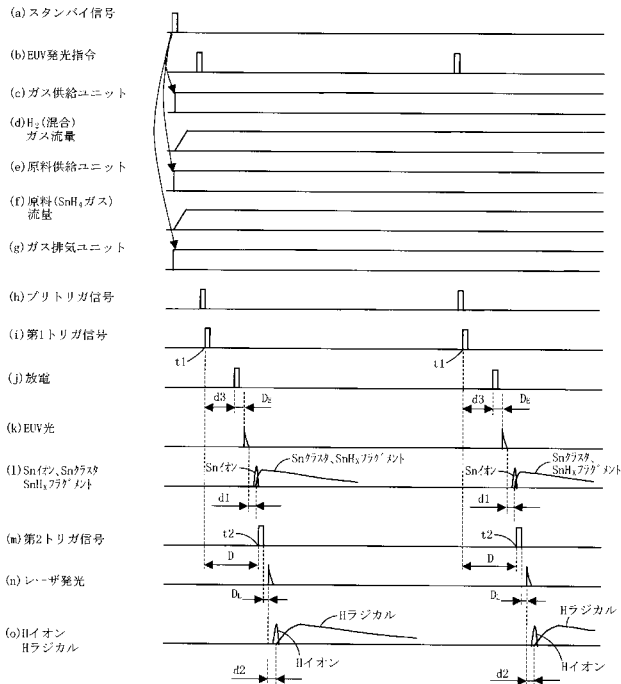 (a)スタンバイ信号
(b)EUV発光指令
(c)ガス供給ユニット
(d)H₂(混合)
ガス流量
(e)原料供給ユニット
(f)原料(SnH₄ガス)
流量
(g)ガス排気ユニット
(h)プリトリガ信号
(i)第1トリガ信号
t1
t1
(j)放電
d3
DE
d3
DE
(k)EUV光
(l)Snイオン、Snクラスタ
SnHxフラグメント
Snイオン
Snクラスタ、SnHxフラグメント
Snイオン
Snクラスタ、
SnHxフラグメント
d1
d1
(m)第2トリガ信号
t2
t2
D
D
(n)レーザ発光
DL
DL
(o)Hイオン
Hラジカル
Hラジカル
Hイオン
Hラジカル
Hイオン
d2
d2